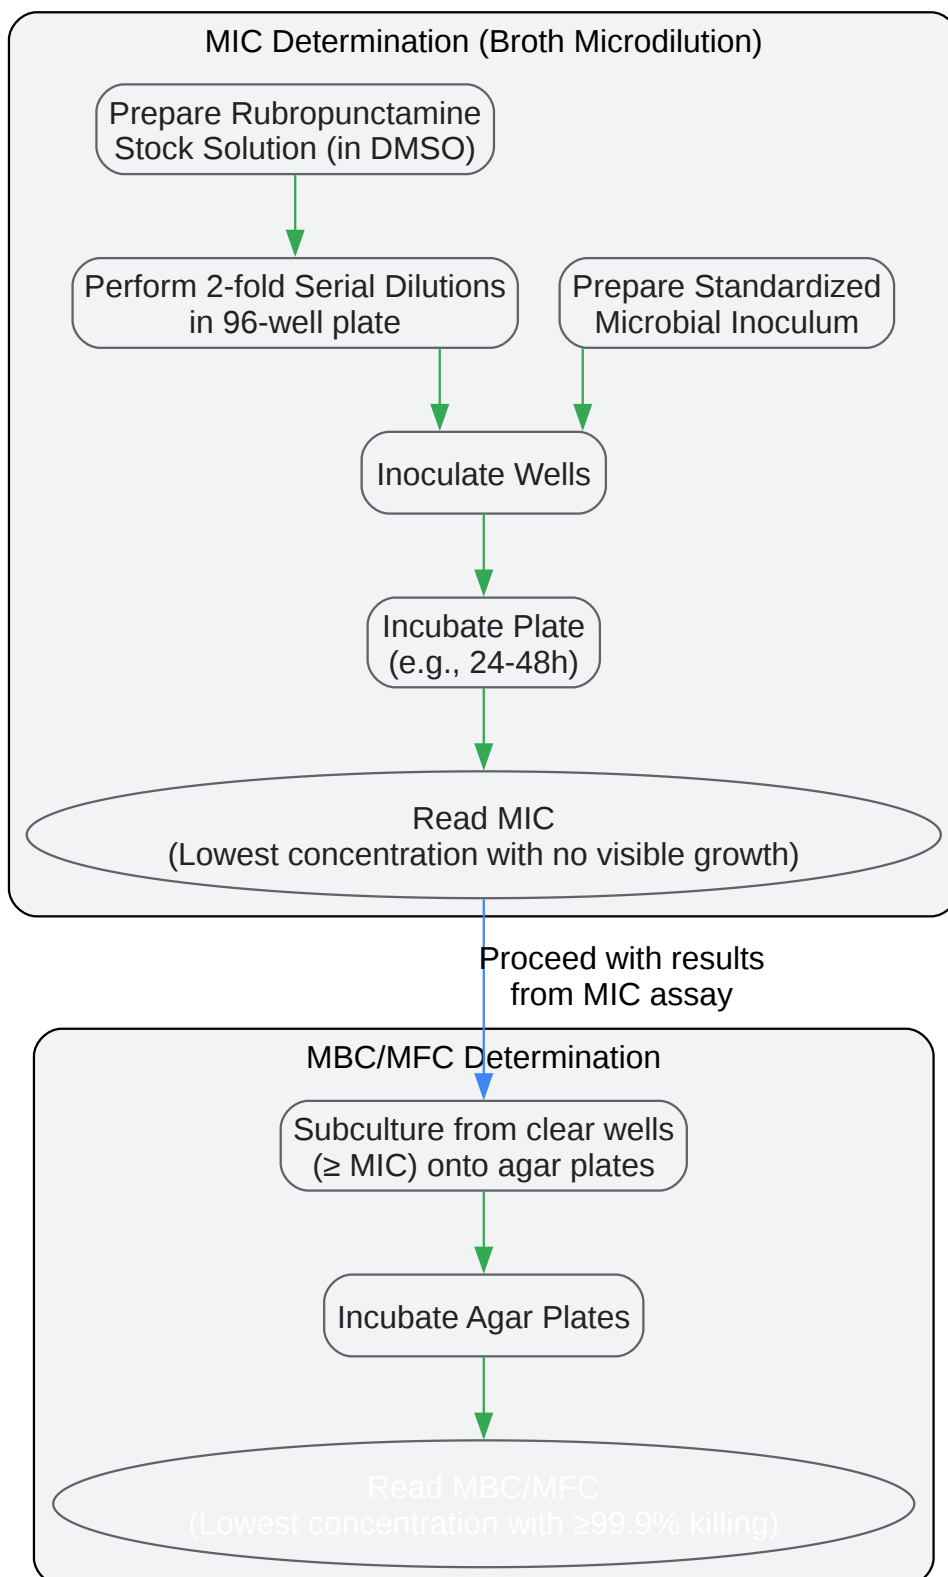 MIC Determination (Broth Microdilution)
Prepare Rubropunctamine
Stock Solution (in DMSO)
Perform 2-fold Serial Dilutions
in 96-well plate
Prepare Standardized
Microbial Inoculum
Inoculate Wells
Incubate Plate
(e.g., 24-48h)
Read MIC
(Lowest concentration with no visible growth)
Proceed with results
from MIC assay
MBC/MFC Determination
Subculture from clear wells
(≥ MIC) onto agar plates
Incubate Agar Plates
Read MBC/MFC
(Lowest concentration with ≥99.9% killing)